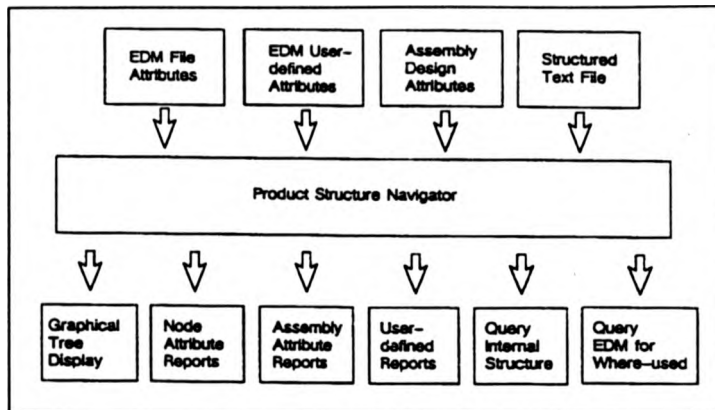 EDM File
Attributes
EDM User-
defined
Attributes
Assembly
Design
Attributes
Structured
Text File
Product Structure Navigator
Graphical
Tree
Display
Node
Attribute
Reports
Assembly
Attribute
Reports
User-
defined
Reports
Query
Internal
Structure
Query
EDM for
Where-used